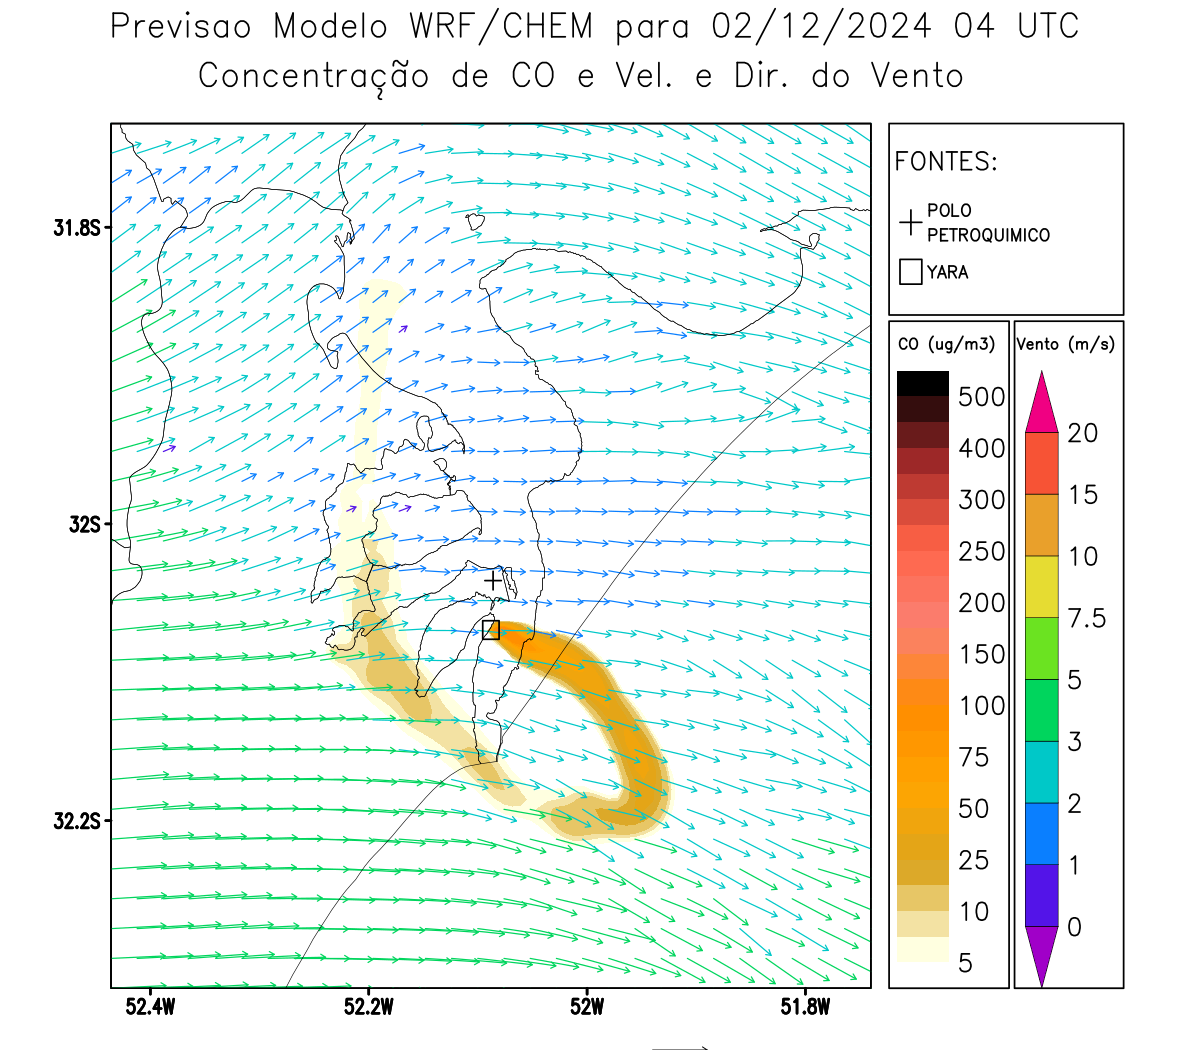 Previsao Modelo WRF/CHEM para 02/12/2024 04 UTC
Concentração de CO e Vel. e Dir. do Vento
FONTES:
POLO
PETROQUIMICO
YARA
CO (ug/m3)
500
400
300
250
200
150
100
75
50
25
10
5
Vento (m/s)
20
15
10
7.5
5
3
2
1
0
31.8S
32S
32.2S
52.4W
52.2W
52W
51.8W